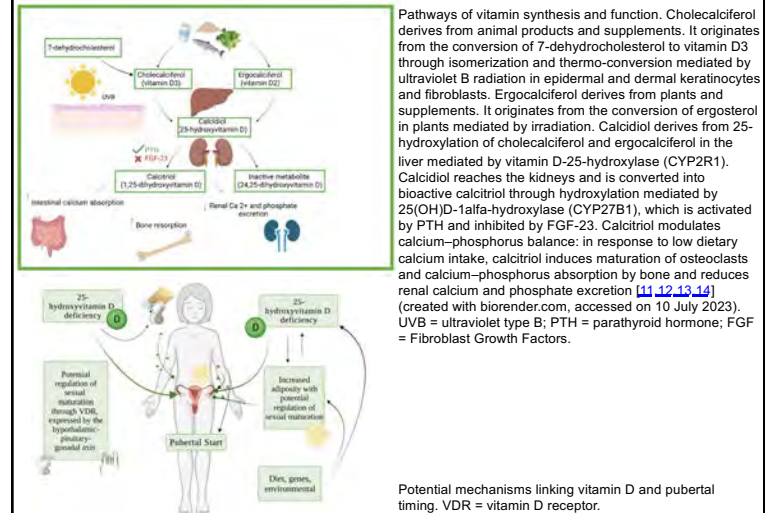 7-dehydrocholesterol
UVB
Cholecalciferol
(vitamin D3)
Ergocalciferol
(vitamin D2)
Calcidiol
(25-hydroxyvitamin D)
PTH
FGF-23
Calcitriol
(1,25-dihydroxyvitamin D)
Inactive metabolite
(24,25-dihydroxyvitamin D)
Intestinal calcium absorption
Bone resorption
Renal Ca 2+ and phosphate
excretion
Pathways of vitamin synthesis and function. Cholecalciferol
derives from animal products and supplements. It originates
from the conversion of 7-dehydrocholesterol to vitamin D3
through isomerization and thermo-conversion mediated by
ultraviolet B radiation in epidermal and dermal keratinocytes
and fibroblasts. Ergocalciferol derives from plants and
supplements. It originates from the conversion of ergosterol
in plants mediated by irradiation. Calcidiol derives from 25-
hydroxylation of cholecalciferol and ergocalciferol in the
liver mediated by vitamin D-25-hydroxylase (CYP2R1).
Calcidiol reaches the kidneys and is converted into
bioactive calcitriol through hydroxylation mediated by
25(OH)D-1alfa-hydroxylase (CYP27B1), which is activated
by PTH and inhibited by FGF-23. Calcitriol modulates
calcium–phosphorus balance: in response to low dietary
calcium intake, calcitriol induces maturation of osteoclasts
and calcium–phosphorus absorption by bone and reduces
renal calcium and phosphate excretion [11,12,13,14]
(created with biorender.com, accessed on 10 July 2023).
UVB = ultraviolet type B; PTH = parathyroid hormone; FGF
= Fibroblast Growth Factors.
25-
hydroxyvitamin D
deficiency
D
Potential
regulation of
sexual
maturation
through VDR,
expressed by the
hypothalamic-
pituitary-
gonadal axis
Pubertal Start
D
25-
hydroxyvitamin D
deficiency
Increased
adiposity with
potential
regulation of
sexual maturation
Diet, genes,
environmental
Potential mechanisms linking vitamin D and pubertal
timing. VDR = vitamin D receptor.